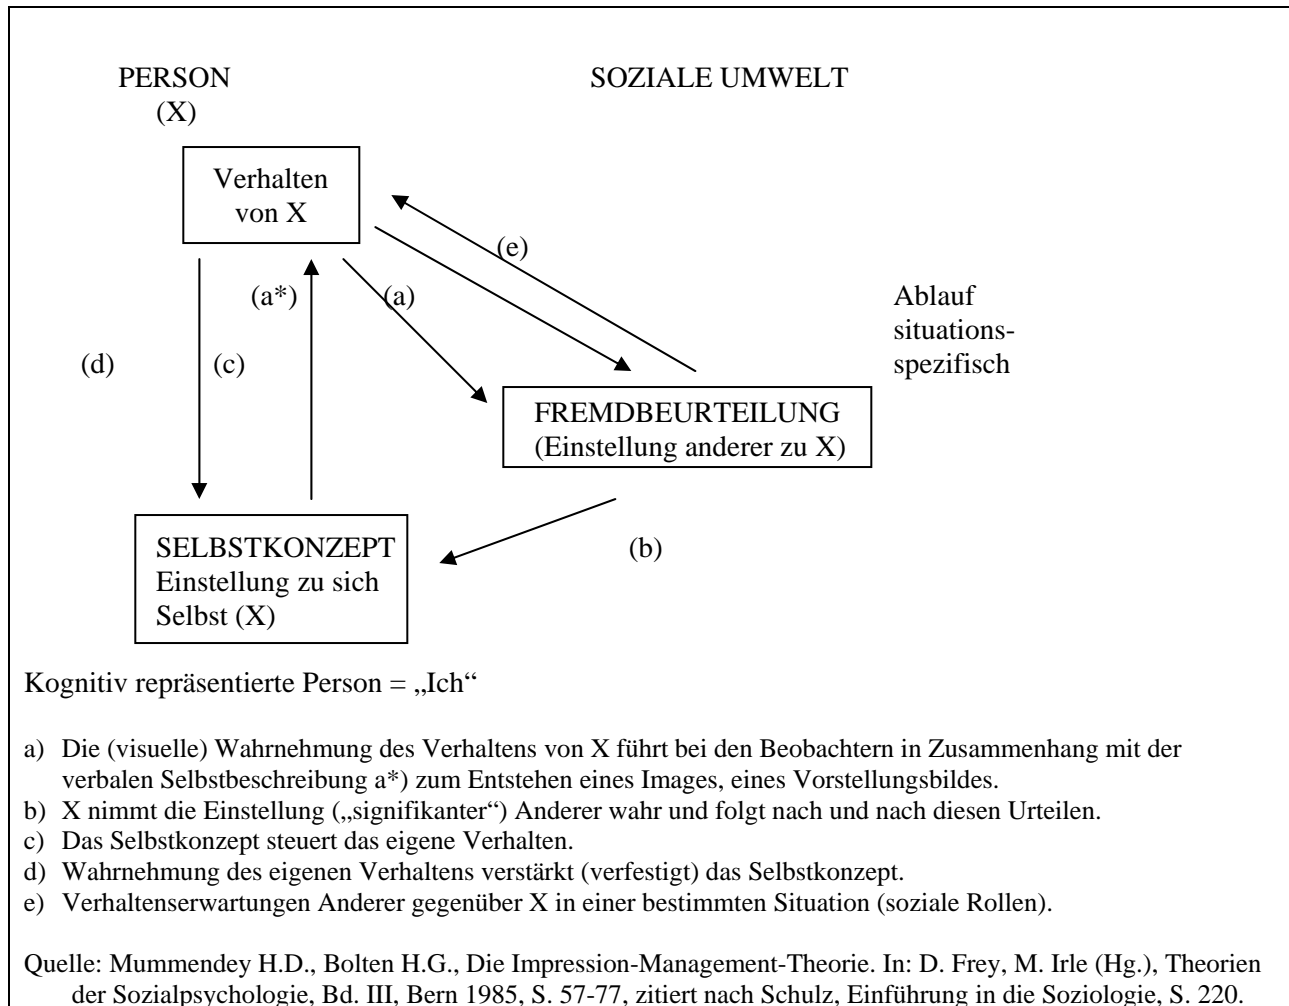 PERSON
(X)
SOZIALE UMWELT
Verhalten
von X
(e)
(a*)
(a)
Ablauf
situations-
spezifisch
(d)
(c)
FREMDBEURTEILUNG
(Einstellung anderer zu X)
SELBSTKONZEPT
Einstellung zu sich
Selbst (X)
(b)
Kognitiv repräsentierte Person = „Ich“
a) Die (visuelle) Wahrnehmung des Verhaltens von X führt bei den Beobachtern in Zusammenhang mit der
verbalen Selbstbeschreibung a*) zum Entstehen eines Images, eines Vorstellungsbildes.
b) X nimmt die Einstellung („signifikanter“) Anderer wahr und folgt nach und nach diesen Urteilen.
c) Das Selbstkonzept steuert das eigene Verhalten.
d) Wahrnehmung des eigenen Verhaltens verstärkt (verfestigt) das Selbstkonzept.
e) Verhaltenserwartungen Anderer gegenüber X in einer bestimmten Situation (soziale Rollen).
Quelle: Mummendey H.D., Bolten H.G., Die Impression-Management-Theorie. In: D. Frey, M. Irle (Hg.), Theorien
der Sozialpsychologie, Bd. III, Bern 1985, S. 57-77, zitiert nach Schulz, Einführung in die Soziologie, S. 220.